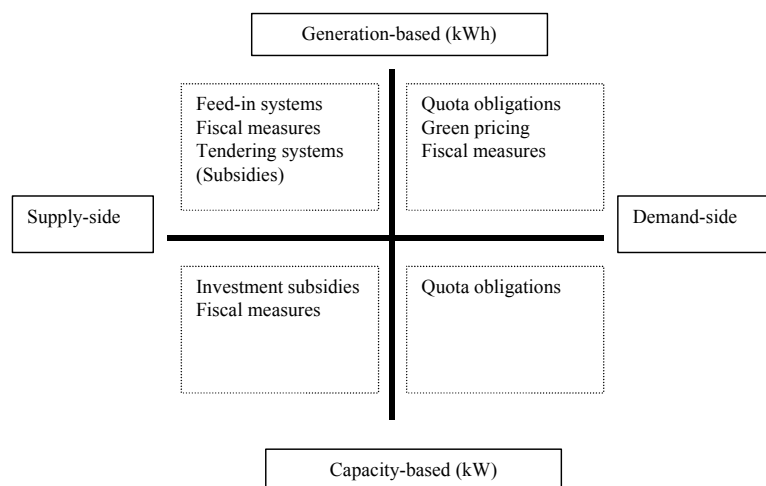 Generation-based (kWh)
Feed-in systems
Fiscal measures
Tendering systems
(Subsidies)
Quota obligations
Green pricing
Fiscal measures
Supply-side
Demand-side
Investment subsidies
Fiscal measures
Quota obligations
Capacity-based (kW)